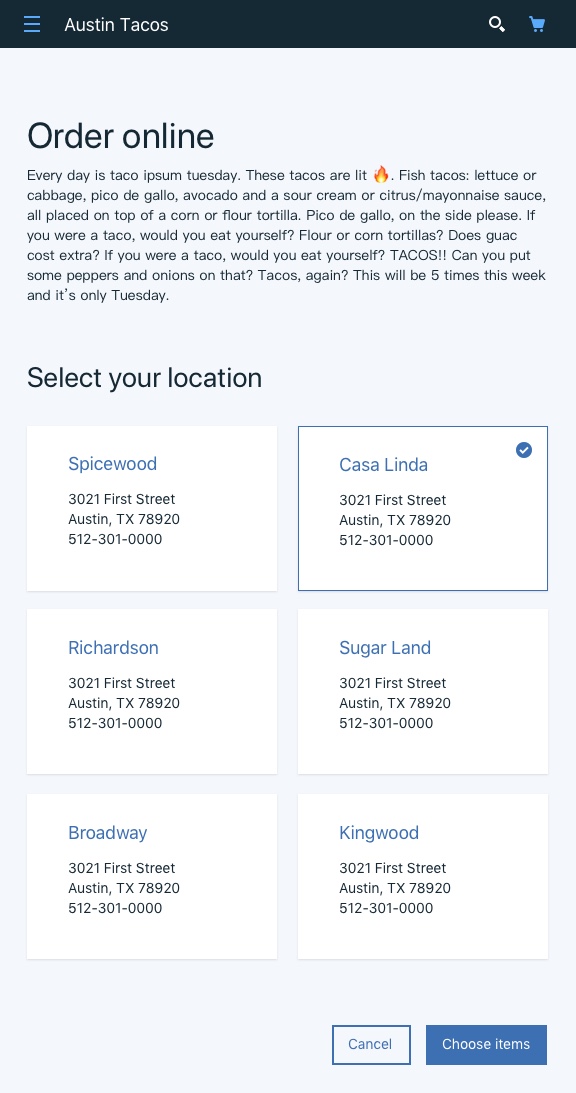 Austin Tacos
Order online
Every day is taco ipsum tuesday. These tacos are lit 🔥. Fish tacos: lettuce or
cabbage, pico de gallo, avocado and a sour cream or citrus/mayonnaise sauce,
all placed on top of a corn or flour tortilla. Pico de gallo, on the side please. If
you were a taco, would you eat yourself? Flour or corn tortillas? Does guac
cost extra? If you were a taco, would you eat yourself? TACOS!! Can you put
some peppers and onions on that? Tacos, again? This will be 5 times this week
and it's only Tuesday.
Select your location
Spicewood
3021 First Street
Austin, TX 78920
512-301-0000
Casa Linda
3021 First Street
Austin, TX 78920
512-301-0000
Richardson
3021 First Street
Austin, TX 78920
512-301-0000
Sugar Land
3021 First Street
Austin, TX 78920
512-301-0000
Broadway
3021 First Street
Austin, TX 78920
512-301-0000
Kingwood
3021 First Street
Austin, TX 78920
512-301-0000
Cancel
Choose items